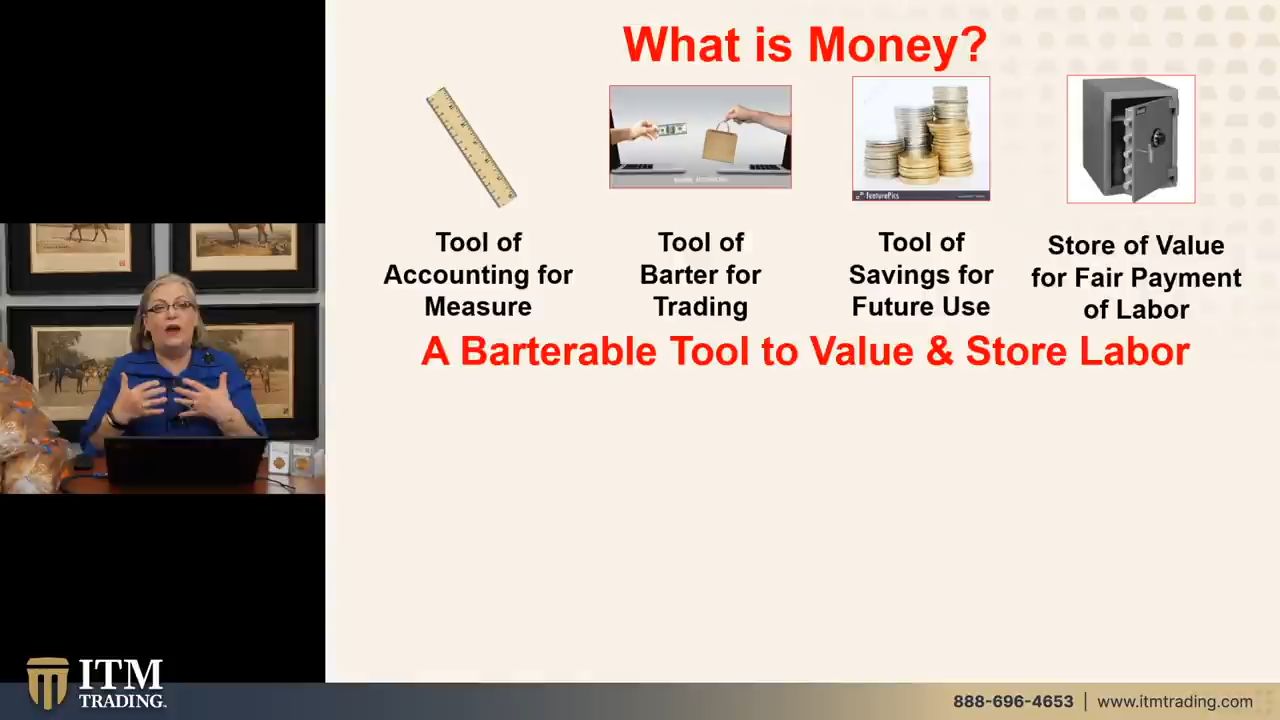 What is Money?
Tool of
Accounting for
Measure
Tool of
Barter for
Trading
Tool of
Savings for
Future Use
Store of Value
for Fair Payment
of Labor
A Barterable Tool to Value & Store Labor
ITM
TRADING
888-696-4653 | www.itmtrading.com